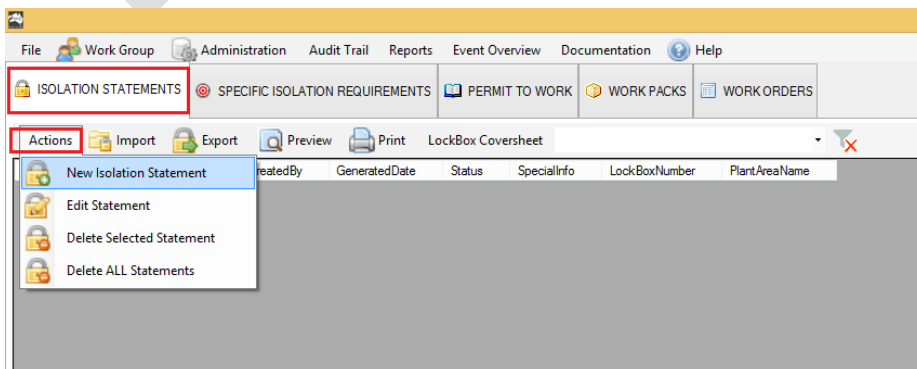 File Work Group Administration Audit Trail Reports Event Overview Documentation Help
ISOLATION STATEMENTS SPECIFIC ISOLATION REQUIREMENTS PERMIT TO WORK WORK PACKS WORK ORDERS
Actions Import Export Preview Print LockBox Coversheet
reatedBy GeneratedDate Status SpecialInfo LockBoxNumber PlantAreaName
New Isolation Statement
Edit Statement
Delete Selected Statement
Delete ALL Statements